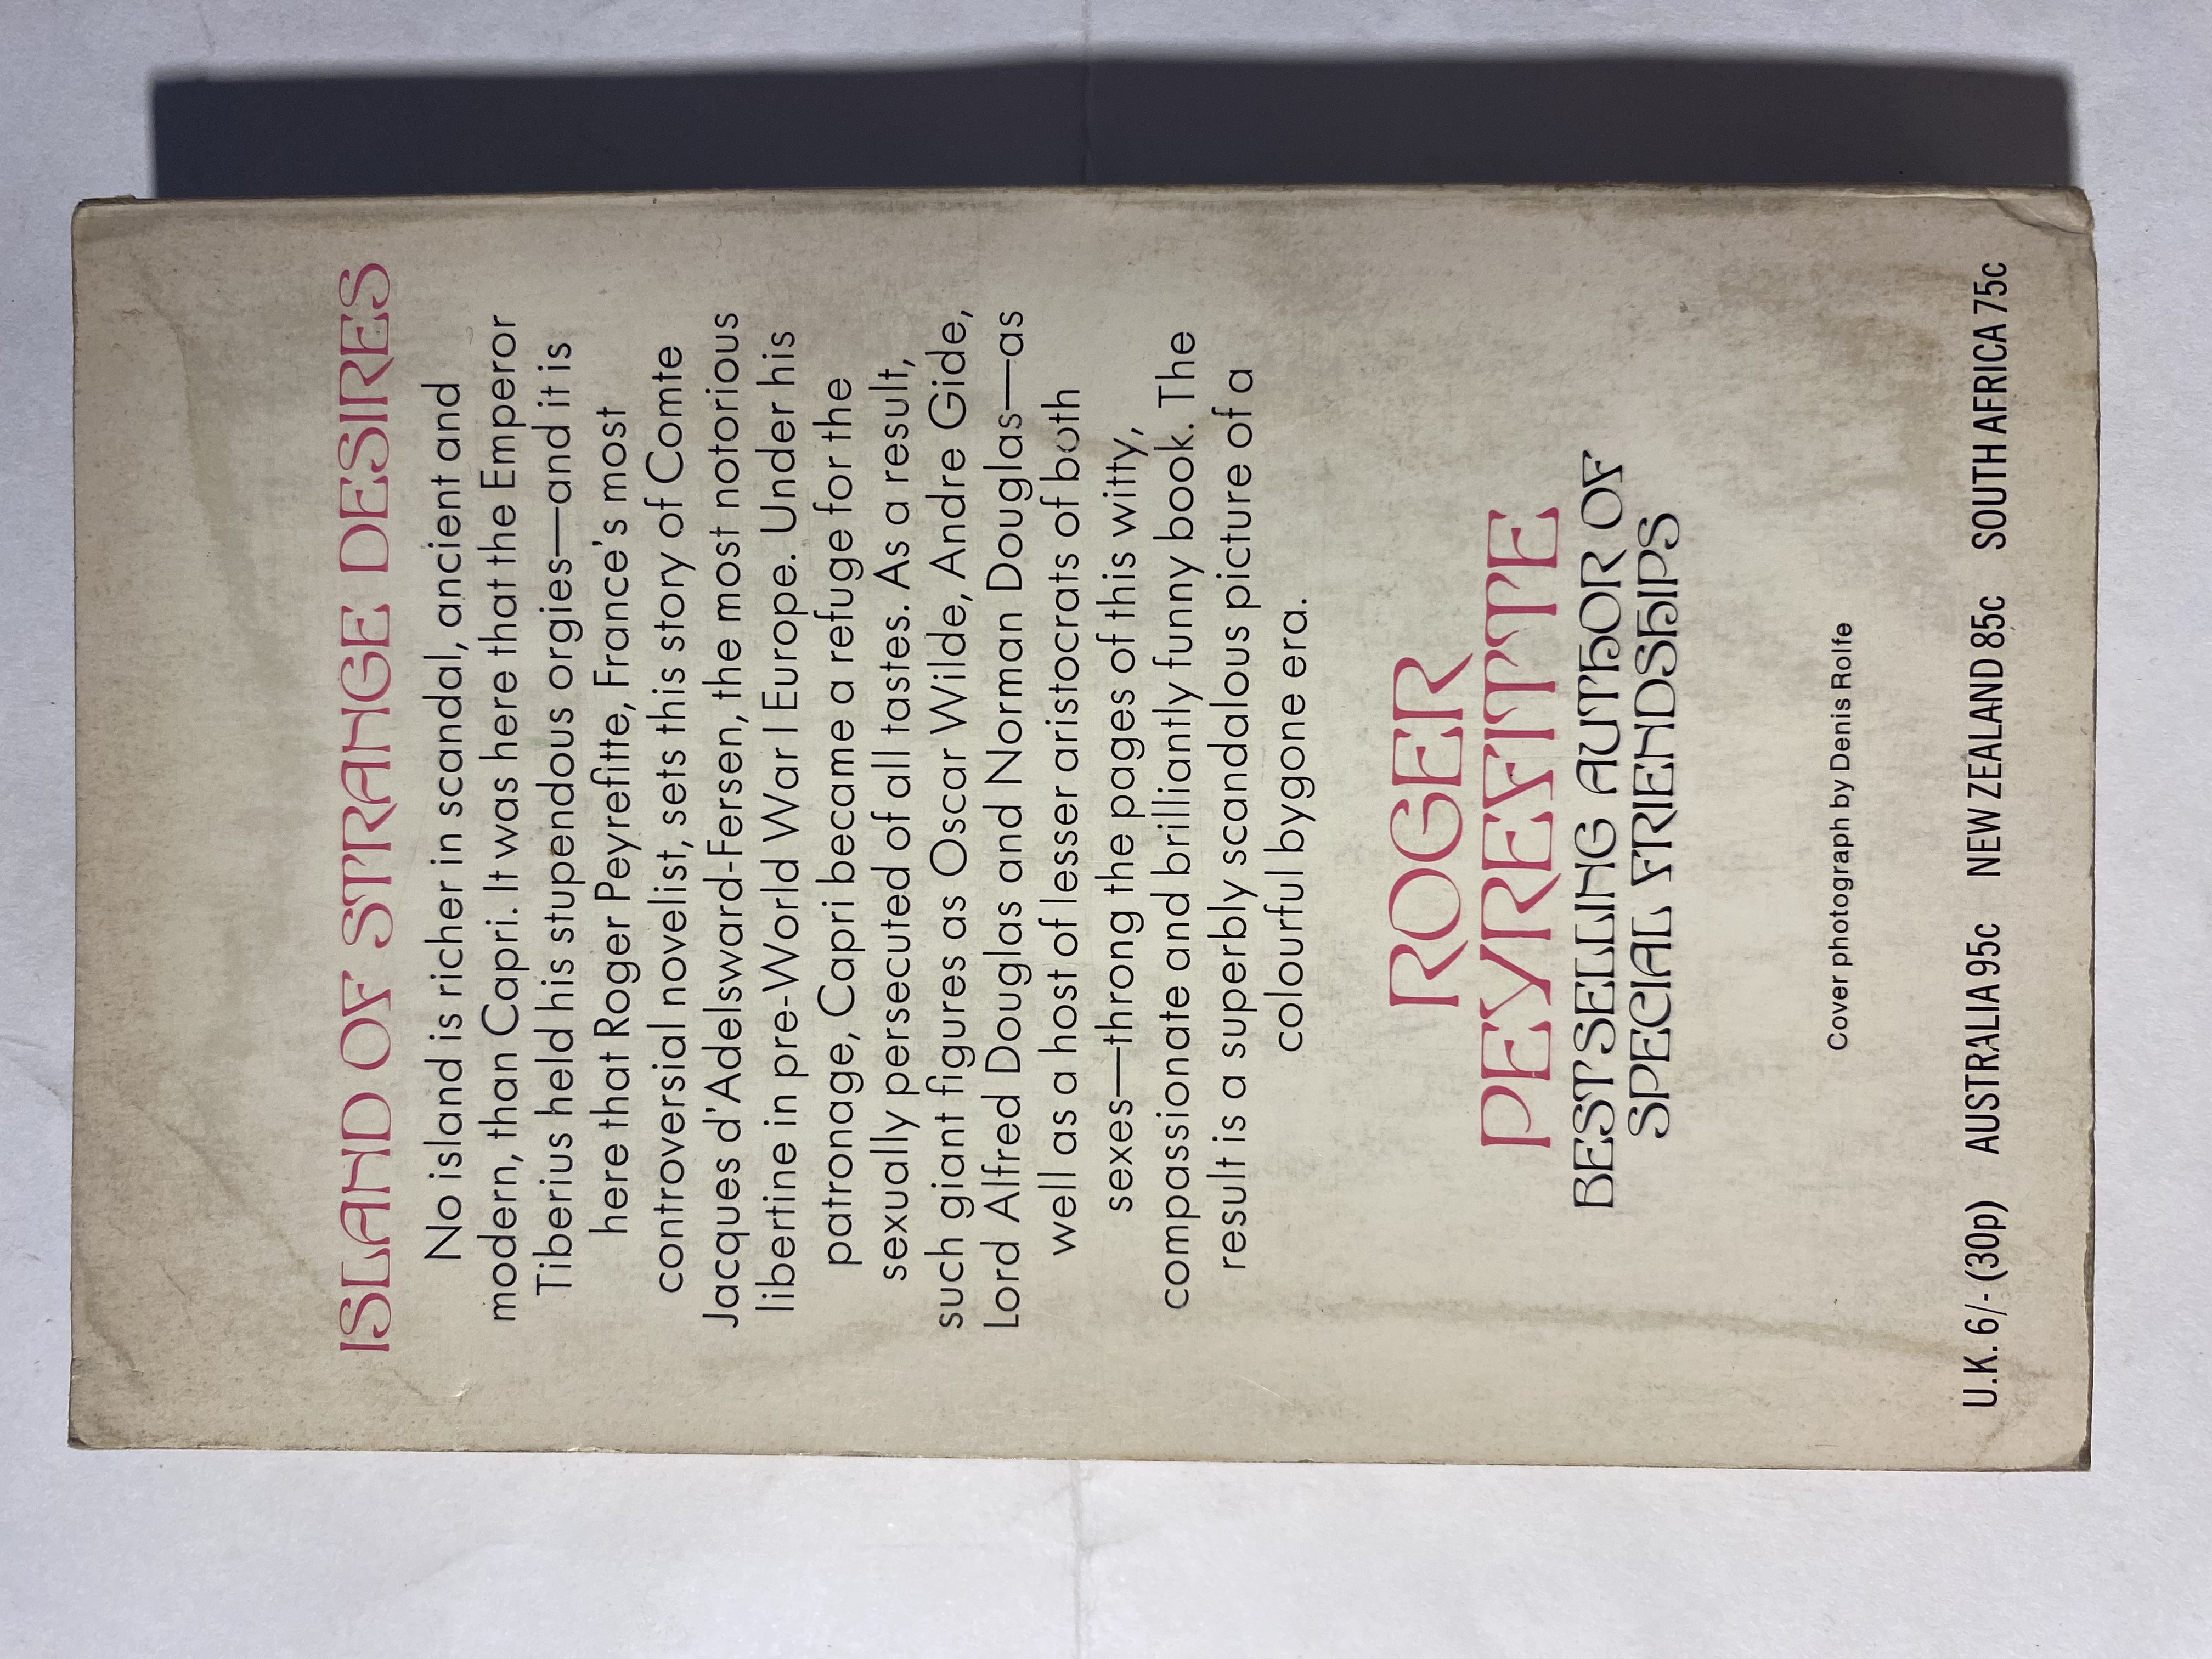 ISLAND OF STRANGE DESIRES
No island is richer in scandal, ancient and
modern, than Capri. It was here that the Emperor
Tiberius held his stupendous orgies—and it is
here that Roger Peyrefitte, France's most
controversial novelist, sets this story of Comte
Jacques d'Adelsward-Fersen, the most notorious
libertine in pre-World War I Europe. Under his
patronage, Capri became a refuge for the
sexually persecuted of all tastes. As a result,
such giant figures as Oscar Wilde, Andre Gide,
Lord Alfred Douglas and Norman Douglas—as
well as a host of lesser aristocrats of both
sexes—throng the pages of this witty,
compassionate and brilliantly funny book. The
result is a superbly scandalous picture of a
colourful bygone era.
ROGER
PEYREFITTE
BESTSELLING AUTHOR OF
SPECIAL FRIENDSHIPS
Cover photograph by Denis Rolfe
U.K. 6/- (30p) AUSTRALIA 95c NEW ZEALAND 85c SOUTH AFRICA 75c